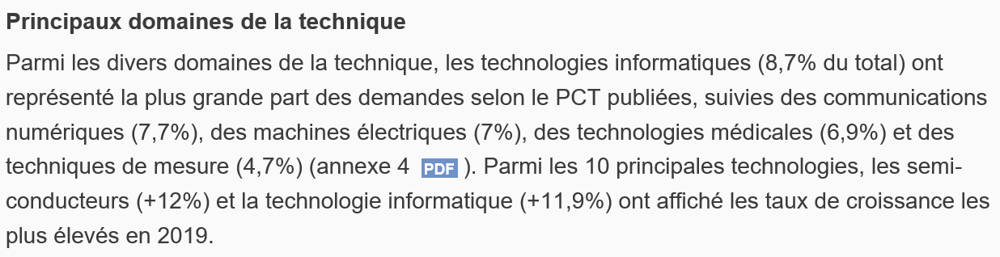 Principaux domaines de la technique
Parmi les divers domaines de la technique, les technologies informatiques (8,7% du total) ont
représenté la plus grande part des demandes selon le PCT publiées, suivies des communications
numériques (7,7%), des machines électriques (7%), des technologies médicales (6,9%) et des
techniques de mesure (4,7%) (annexe 4 PDF ). Parmi les 10 principales technologies, les semi-
conducteurs (+12%) et la technologie informatique (+11,9%) ont affiché les taux de croissance les
plus élevés en 2019.